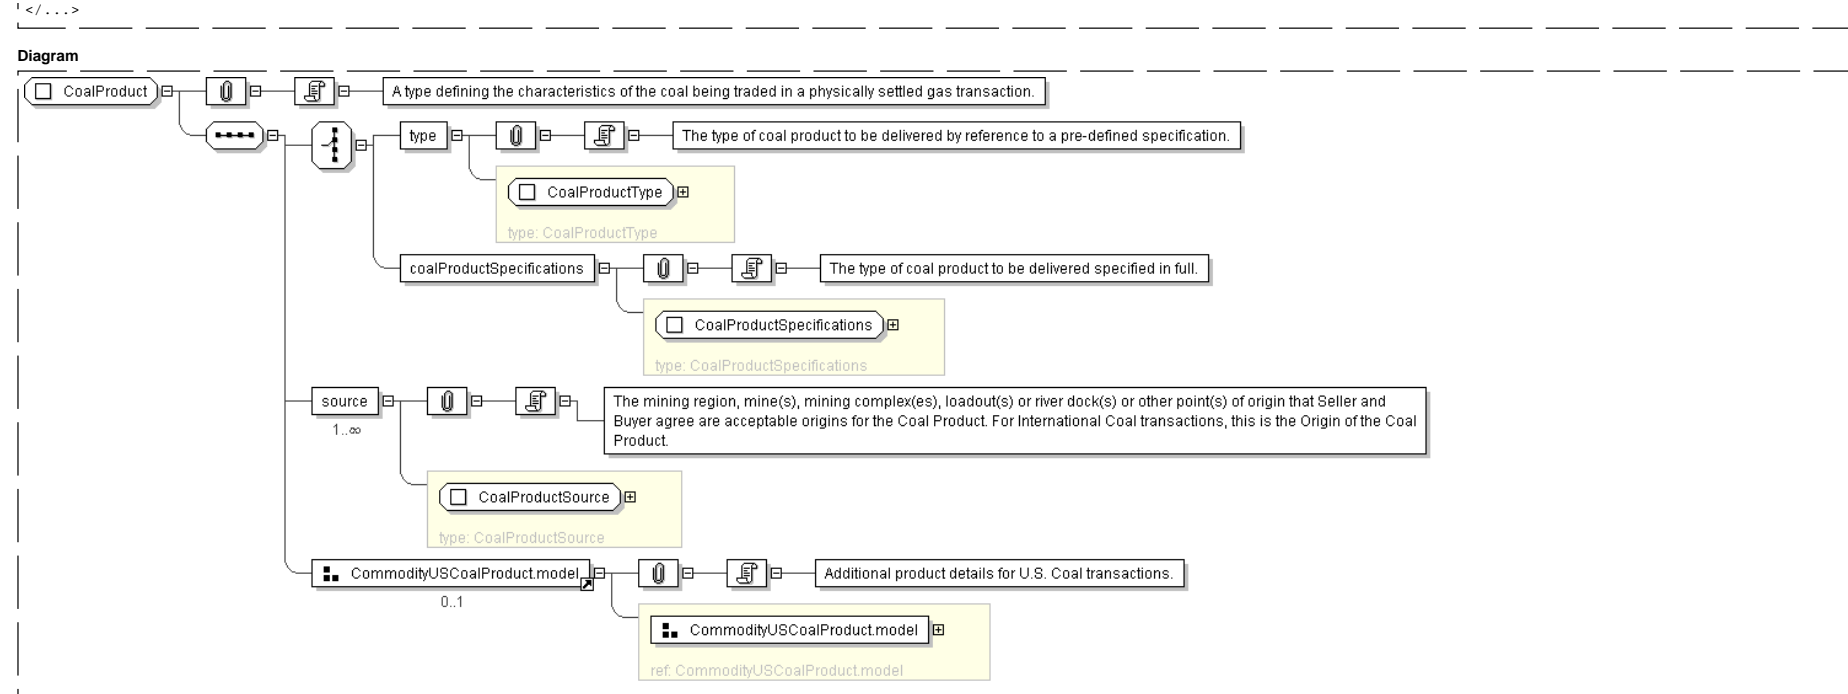 </...>
Diagram
CoalProduct
A type defining the characteristics of the coal being traded in a physically settled gas transaction.
type
The type of coal product to be delivered by reference to a pre-defined specification.
CoalProductType
type: CoalProductType
coalProductSpecifications
The type of coal product to be delivered specified in full.
CoalProductSpecifications
type: CoalProductSpecifications
source
1..∞
The mining region, mine(s), mining complex(es), loadout(s) or river dock(s) or other point(s) of origin that Seller and
Buyer agree are acceptable origins for the Coal Product. For International Coal transactions, this is the Origin of the Coal
Product.
CoalProductSource
type: CoalProductSource
CommodityUSCoalProduct.model
0..1
Additional product details for U.S. Coal transactions.
CommodityUSCoalProduct.model
ref: CommodityUSCoalProduct.model